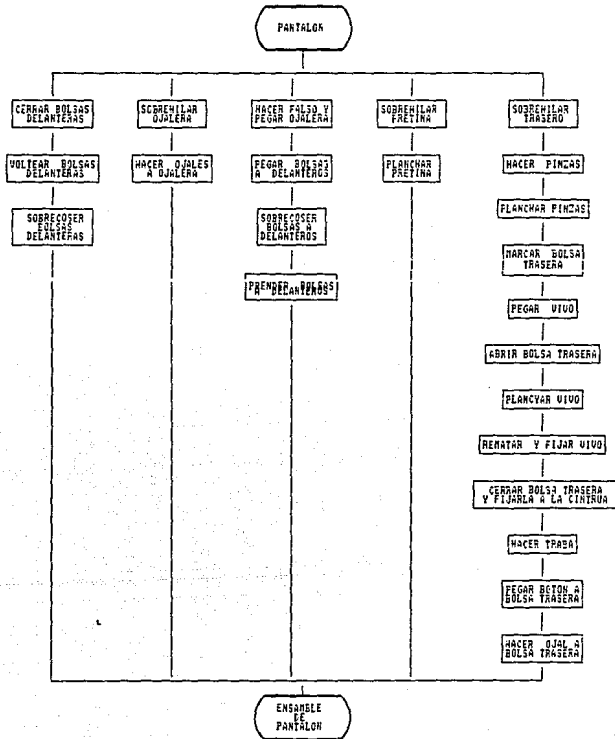 PANTALON
CERRAR BOLSAS
DELANTERAS
VOLTEAR BOLSAS
DELANTERAS
SOBRECOSER
BOLSAS
DELANTERAS
SOBREHILAR
OJALERA
HACER OJALES
A OJALERA
HACER FALSO Y
PEGAR OJALERA
PEGAR BOLSAS
A DELANTEROS
SOBRECOSER
BOLSAS A
DELANTEROS
PRENDER BOLSAS
A DELANTEROS
SOBREHILAR
PRETINA
PLANCHAR
PRETINA
SOBREHILAR
TRASERO
HACER PINZAS
PLANCHAR PINZAS
MARCAR BOLSA
TRASERA
PEGAR VIVO
ABRIR BOLSA TRASERA
PLANCYAR VIVO
REMATAR Y FIJAR VIVO
CERRAR BOLSA TRASERA
Y FIJARLA A LA CINTRUA
HACER TRABA
PEGAR BOTON A
BOLSA TRASERA
HACER OJAL A
BOLSA TRASERA
ENSAMBLE
DE
PANTALON